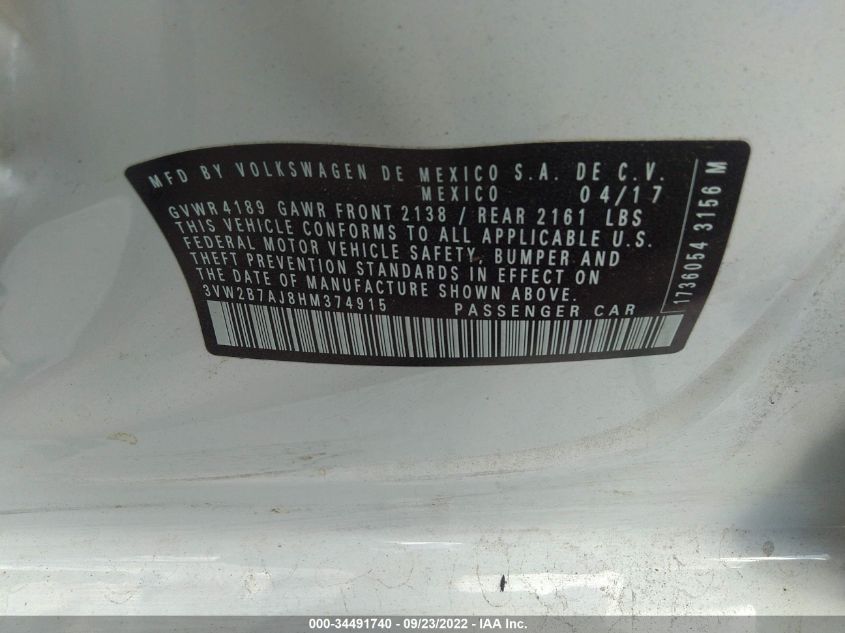 MFD BY VOLKSWAGEN DE MEXICO S.A. DE C.V.
MEXICO 04/17
GVWR 4189 GAWR FRONT 2138 / REAR 2161 LBS
THIS VEHICLE CONFORMS TO ALL APPLICABLE U.S.
FEDERAL MOTOR VEHICLE SAFETY, BUMPER AND
THEFT PREVENTION STANDARDS IN EFFECT ON
THE DATE OF MANUFACTURE SHOWN ABOVE.
3VW2B7AJ8HM374915 PASSENGER CAR
1736054 3156 M
000-34491740 - 09/23/2022 - IAA Inc.